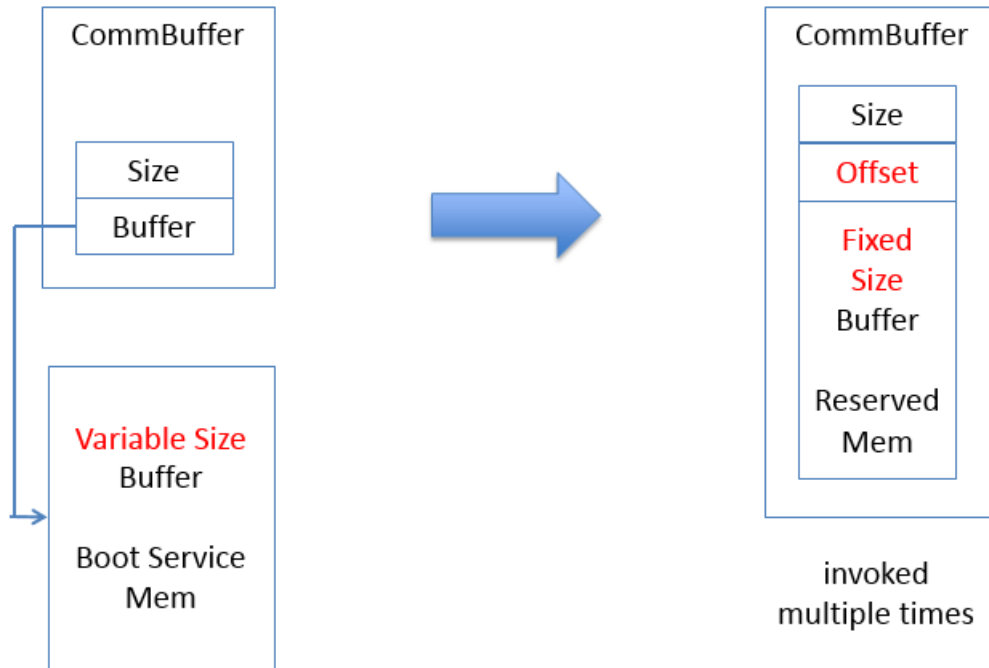 CommBuffer
Size
Buffer
Variable Size
Buffer
Boot Service
Mem
CommBuffer
Size
Offset
Fixed
Size
Buffer
Reserved
Mem
invoked
multiple times